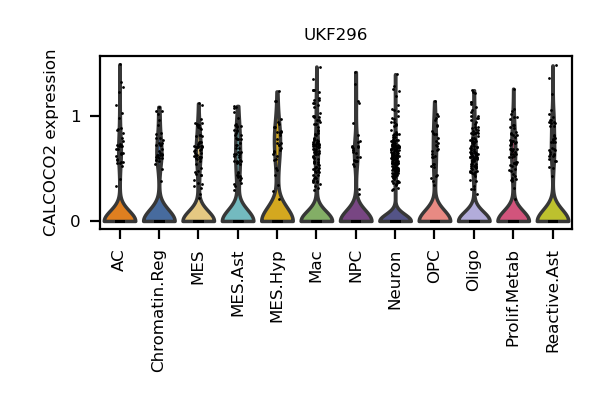 UKF296
CALCOCO2 expression
1
0
AC
Chromatin.Reg
MES
MES.Ast
MES.Hyp
Mac
NPC
Neuron
OPC
Oligo
Prolif.Metab
Reactive.Ast